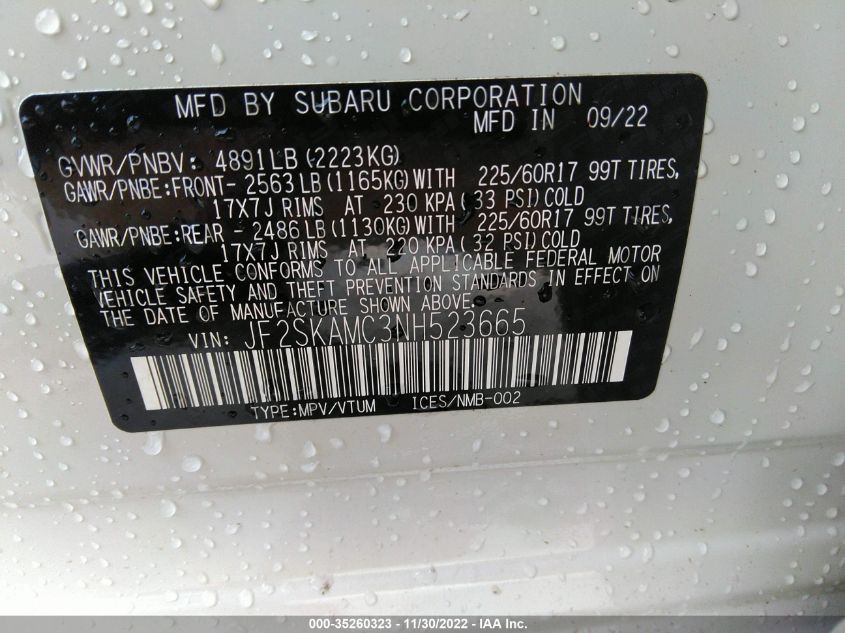 MFD BY SUBARU CORPORATION
MFD IN 09/22
GVWR/PNBV: 4891LB (2223KG)
GAWR/PNBE:FRONT- 2563LB (1165KG) WITH 225/60R17 99T TIRES,
17X7J RIMS AT 230 KPA ( 33 PSI) COLD
GAWR/PNBE:REAR - 2486LB (1130KG) WITH 225/60R17 99T TIRES,
17X7J RIMS AT 220 KPA ( 32 PSI) COLD
THIS VEHICLE CONFORMS TO ALL APPLICABLE FEDERAL MOTOR
VEHICLE SAFETY AND THEFT PREVENTION STANDARDS IN EFFECT ON
THE DATE OF MANUFACTURE SHOWN ABOVE.
VIN: JF2SKAMC3NH523665
TYPE:MPV/VTUM ICES/NMB-002
000-35260323 - 11/30/2022 - IAA Inc.